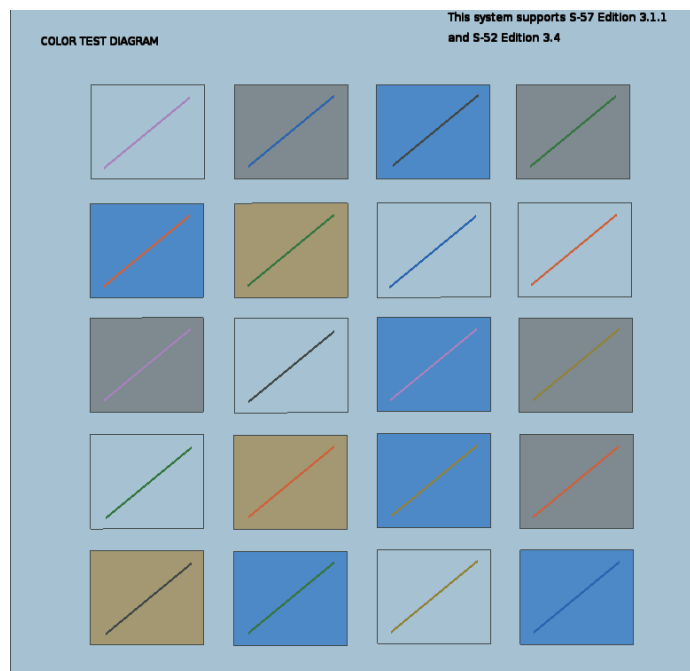 This system supports S-57 Edition 3.1.1
and S-52 Edition 3.4
COLOR TEST DIAGRAM